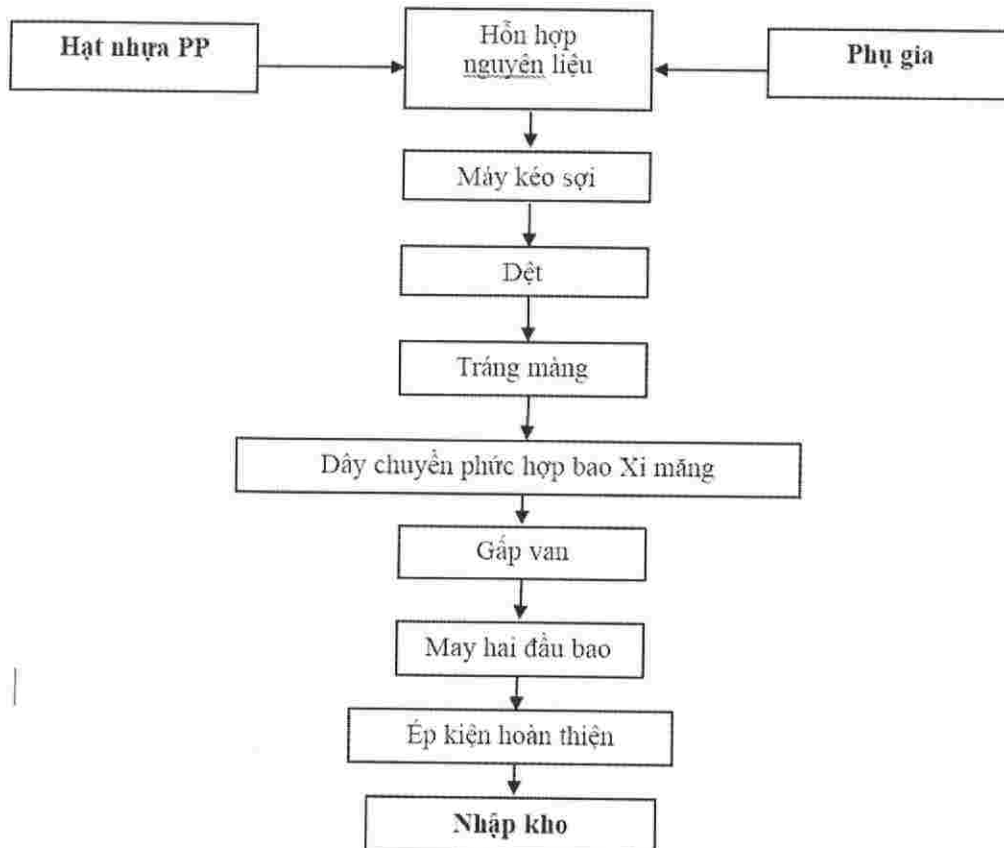 Hạt nhựa PP
Hỗn hợp
nguyên liệu
Phụ gia
Máy kéo sợi
Dệt
Tráng màng
Dây chuyền phức hợp bao Xi măng
Gấp van
May hai đầu bao
Ép kiện hoàn thiện
Nhập kho